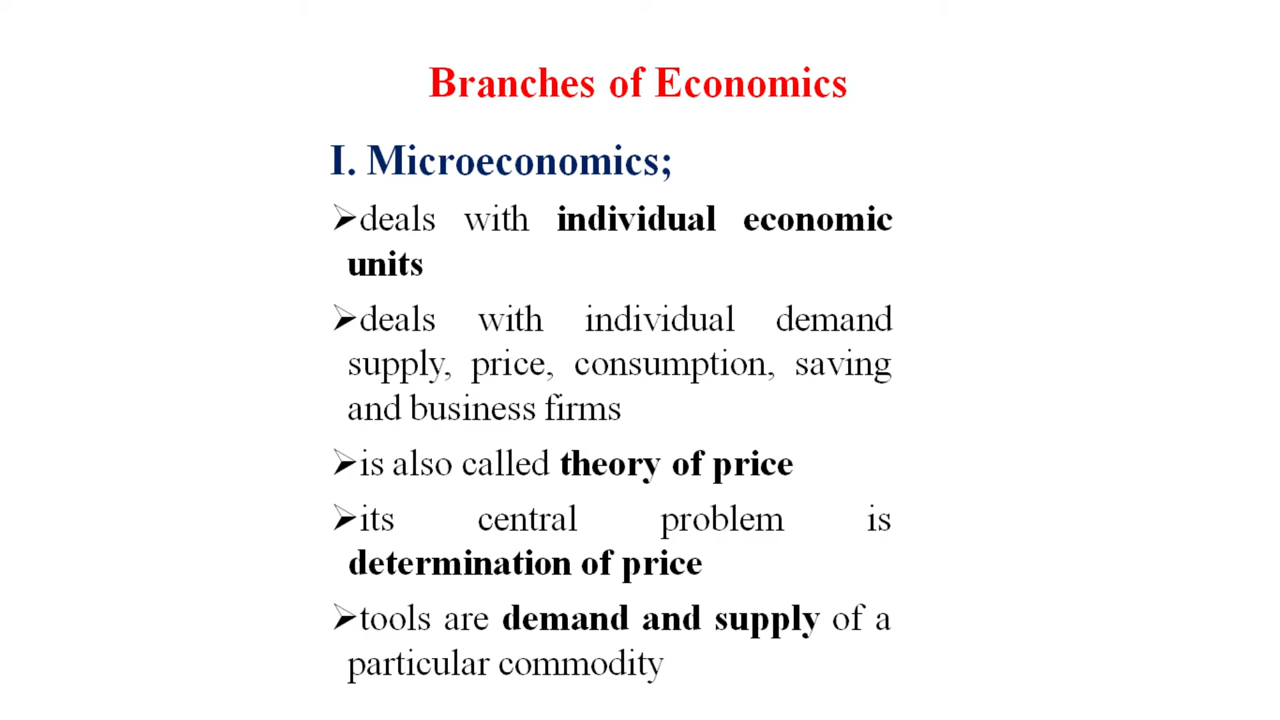 Branches of Economics
I. Microeconomics;
➢deals with individual economic
units
➢deals with individual demand
supply, price, consumption, saving
and business firms
➢is also called theory of price
➢its central problem is
determination of price
➢tools are demand and supply of a
particular commodity